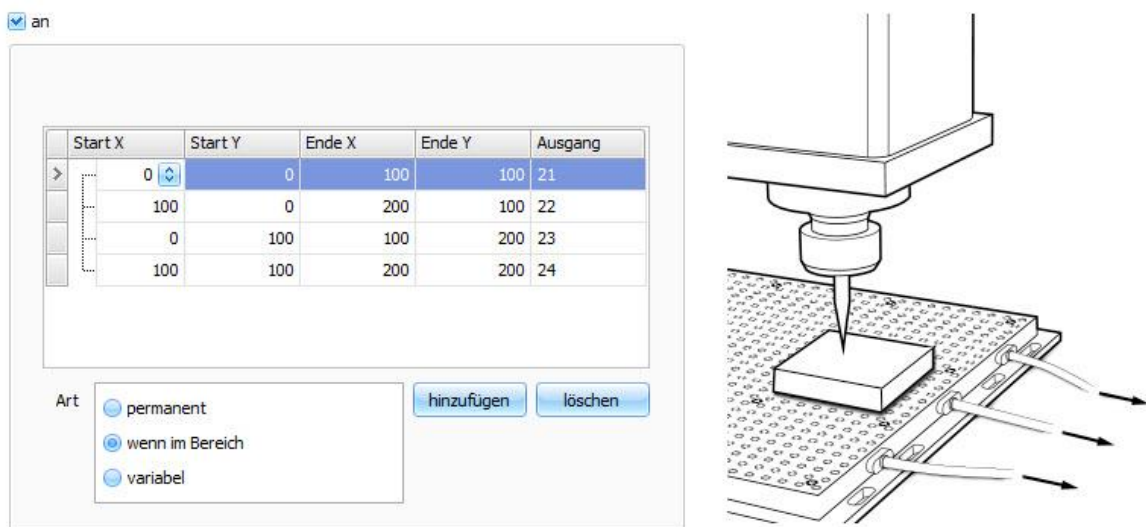 an
Start X Start Y Ende X Ende Y Ausgang
0 0 100 100 21
100 0 200 100 22
0 100 100 200 23
100 100 200 200 24
Art permanent hinzufügen löschen
wenn im Bereich
variabel